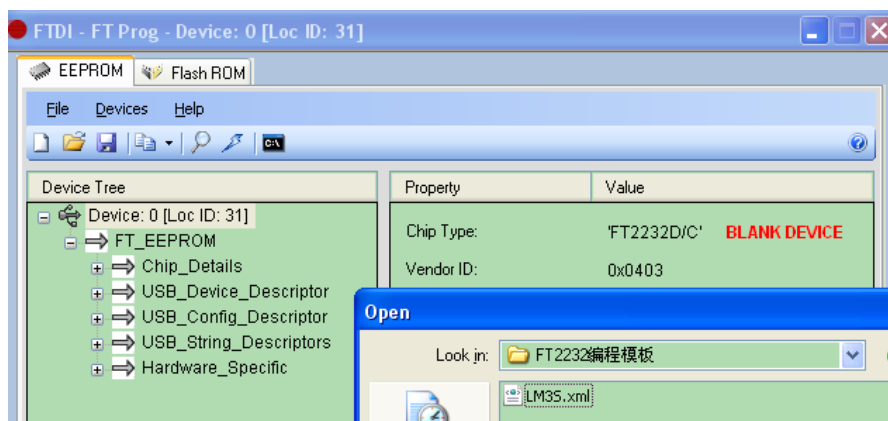 FTDI - FT Prog - Device: 0 [Loc ID: 31]
EEPROM Flash ROM
File Devices Help
C:\
Device Tree
Property Value
Device: 0 [Loc ID: 31]
FT_EEPROM
Chip_Details
USB_Device_Descriptor
USB_Config_Descriptor
USB_String_Descriptors
Hardware_Specific
Chip Type: 'FT2232D/C' BLANK DEVICE
Vendor ID: 0x0403
Open
Look in: FT2232编程模板
LM3S.xml